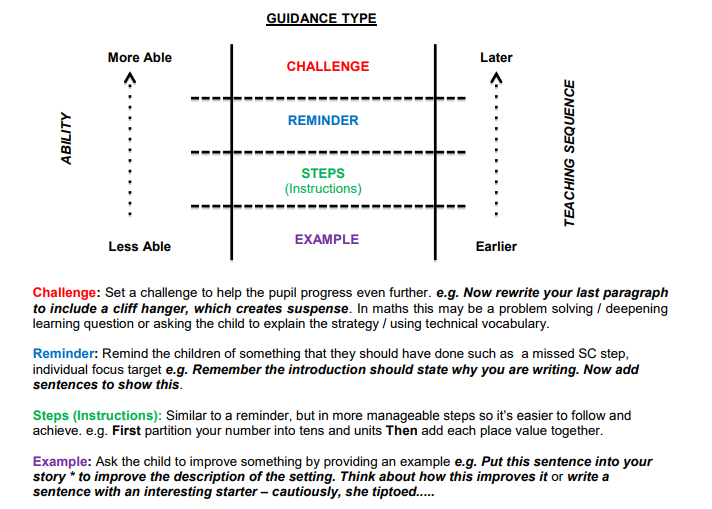 GUIDANCE TYPE
More Able
CHALLENGE
Later
REMINDER
ABILITY
TEACHING SEQUENCE
STEPS
(Instructions)
Less Able
EXAMPLE
Earlier
Challenge: Set a challenge to help the pupil progress even further. e.g. Now rewrite your last paragraph
to include a cliff hanger, which creates suspense. In maths this may be a problem solving / deepening
learning question or asking the child to explain the strategy / using technical vocabulary.
Reminder: Remind the children of something that they should have done such as a missed SC step,
individual focus target e.g. Remember the introduction should state why you are writing. Now add
sentences to show this.
Steps (Instructions): Similar to a reminder, but in more manageable steps so it's easier to follow and
achieve. e.g. First partition your number into tens and units Then add each place value together.
Example: Ask the child to improve something by providing an example e.g. Put this sentence into your
story * to improve the description of the setting. Think about how this improves it or write a
sentence with an interesting starter – cautiously, she tiptoed.....